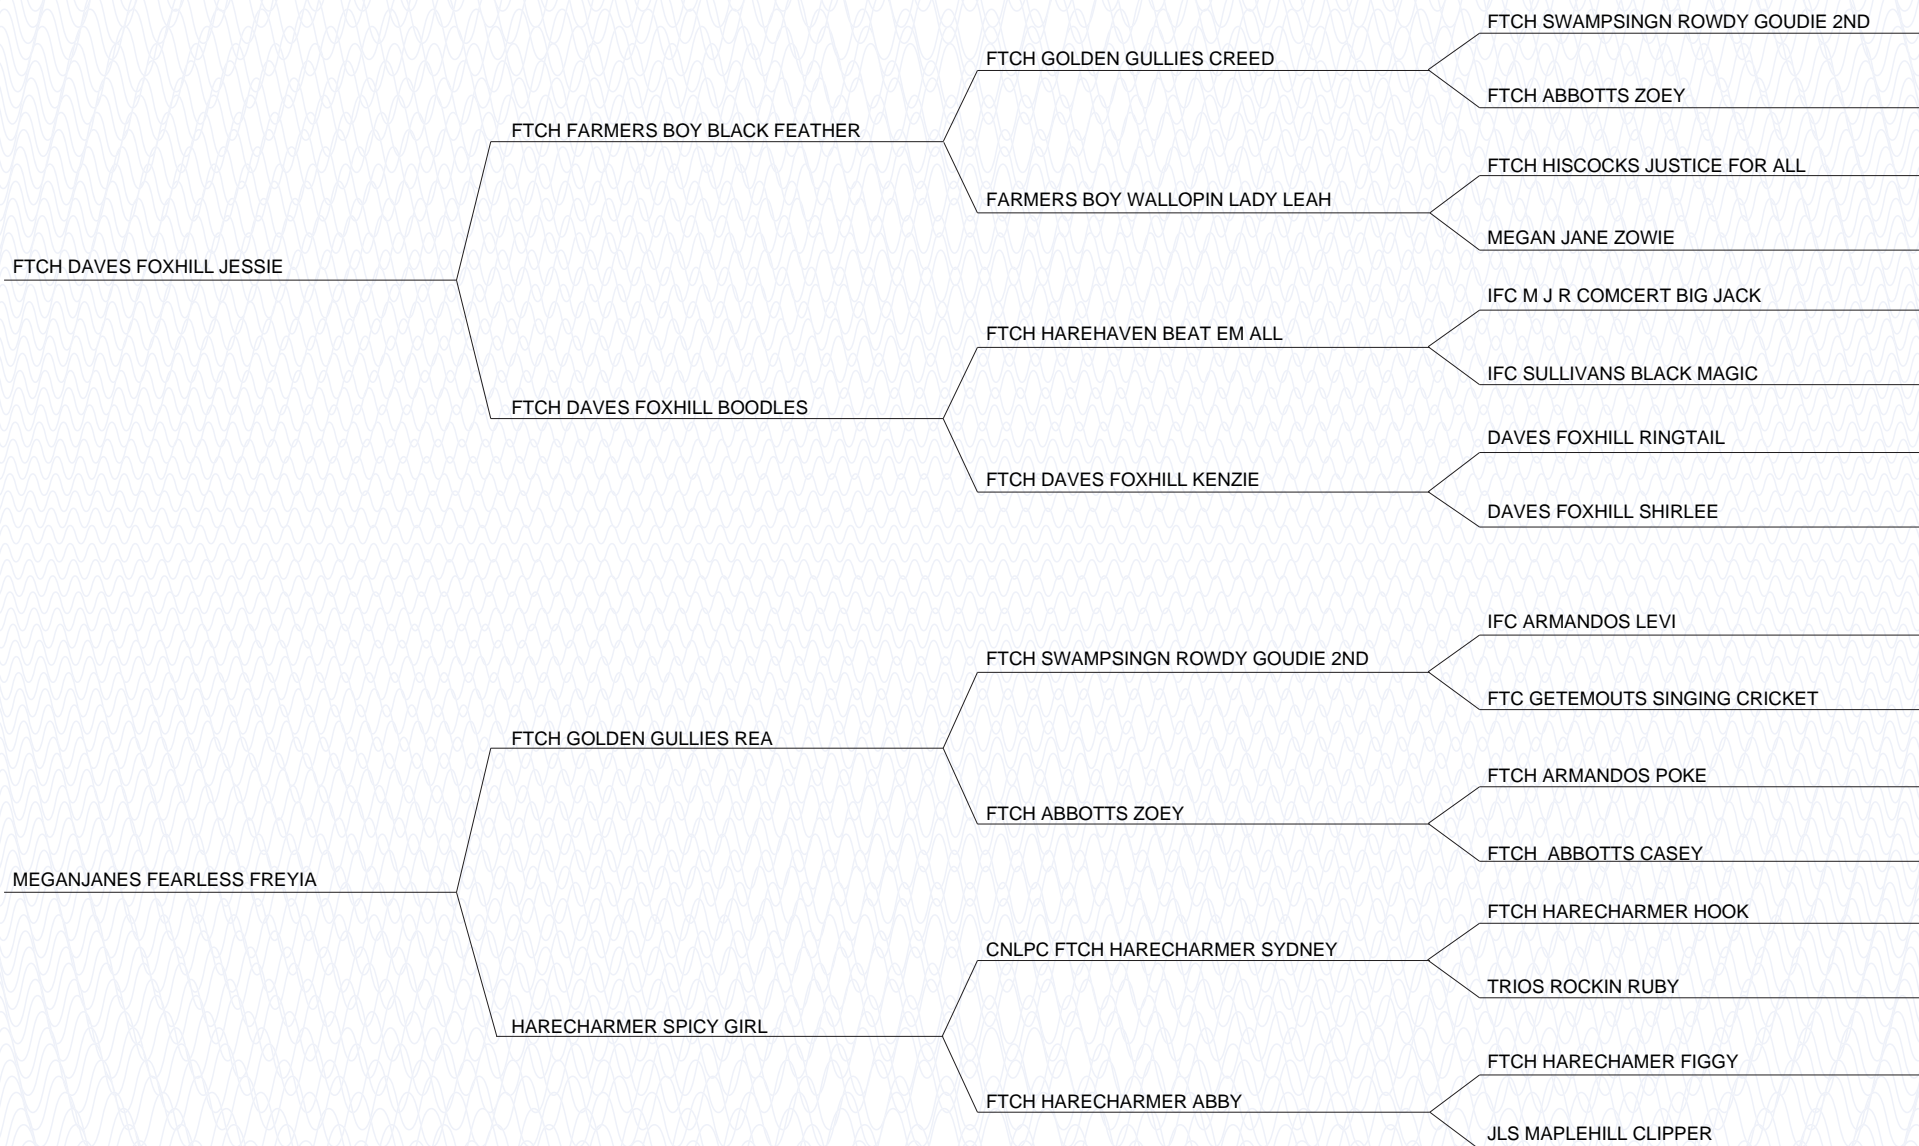 FTCH SWAMPSINGN ROWDY GOUDIE 2ND
FTCH GOLDEN GULLIES CREED
FTCH ABBOTTS ZOEY
FTCH FARMERS BOY BLACK FEATHER
FTCH HISCOCKS JUSTICE FOR ALL
FARMERS BOY WALLOPIN LADY LEAH
MEGAN JANE ZOWIE
FTCH DAVES FOXHILL JESSIE
IFC M J R COMCERT BIG JACK
FTCH HAREHAVEN BEAT EM ALL
IFC SULLIVANS BLACK MAGIC
FTCH DAVES FOXHILL BOODLES
DAVES FOXHILL RINGTAIL
FTCH DAVES FOXHILL KENZIE
DAVES FOXHILL SHIRLEE
IFC ARMANDOS LEVI
FTCH SWAMPSINGN ROWDY GOUDIE 2ND
FTC GETEMOUTS SINGING CRICKET
FTCH GOLDEN GULLIES REA
FTCH ARMANDOS POKE
FTCH ABBOTTS ZOEY
FTCH  ABBOTTS CASEY
MEGANJANES FEARLESS FREYIA
FTCH HARECHARMER HOOK
CNLPC FTCH HARECHARMER SYDNEY
TRIOS ROCKIN RUBY
HARECHARMER SPICY GIRL
FTCH HARECHAMER FIGGY
FTCH HARECHARMER ABBY
JLS MAPLEHILL CLIPPER